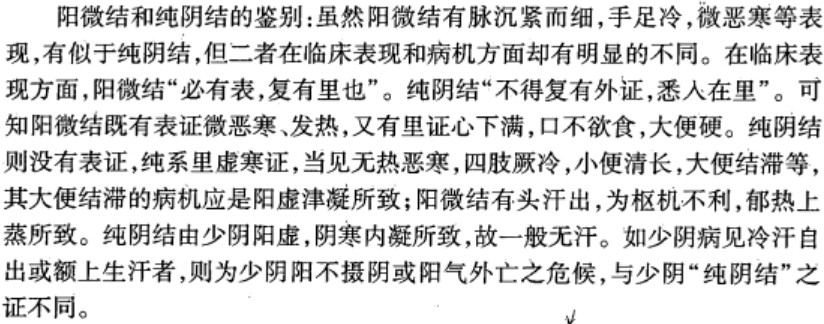 阳微结和纯阴结的鉴别:虽然阳微结有脉沉紧而细,手足冷,微恶寒等表
现,有似于纯阴结,但二者在临床表现和病机方面却有明显的不同。在临床表
现方面,阳微结“必有表,复有里也”。纯阴结“不得复有外证,悉入在里”。可
知阳微结既有表证微恶寒、发热,又有里证心下满,口不欲食,大便硬。纯阴结
则没有表证,纯系里虚寒证,当见无热恶寒,四肢厥冷,小便清长,大便结滞等,
其大便结滞的病机应是阳虚津凝所致;阳微结有头汗出,为枢机不利,郁热上
蒸所致。纯阴结由少阴阳虚,阴寒内凝所致,故一般无汗。如少阴病见冷汗自
出或额上生汗者,则为少阴阳不摄阴或阳气外亡之危候,与少阴“纯阴结”之
证不同。